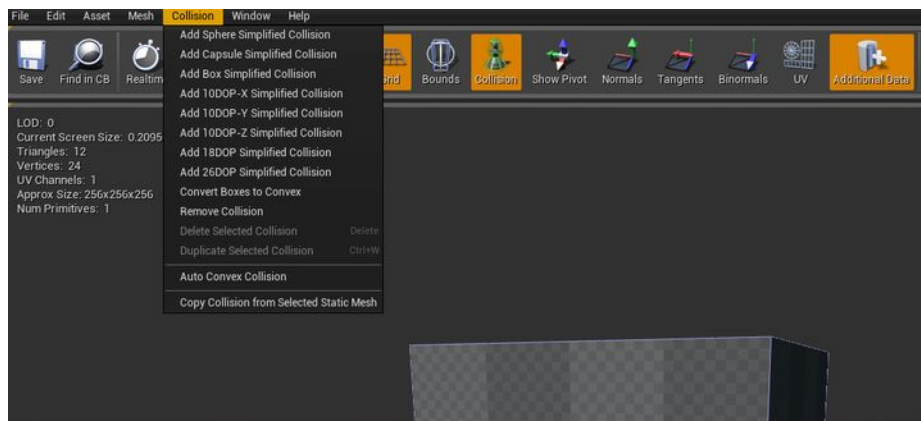 File Edit Asset Mesh Collision Window Help
Save Find in CB Realtim Grid Bounds Collision Show Pivot Normals Tangents Binormals UV Additional Data
Add Sphere Simplified Collision
Add Capsule Simplified Collision
Add Box Simplified Collision
Add 10DOP-X Simplified Collision
Add 10DOP-Y Simplified Collision
Add 10DOP-Z Simplified Collision
Add 18DOP Simplified Collision
Add 26DOP Simplified Collision
Convert Boxes to Convex
Remove Collision
Delete Selected Collision Delete
Duplicate Selected Collision Ctrl+W
Auto Convex Collision
Copy Collision from Selected Static Mesh
LOD: 0
Current Screen Size: 0.2095
Triangles: 12
Vertices: 24
UV Channels: 1
Approx Size: 256x256x256
Num Primitives: 1